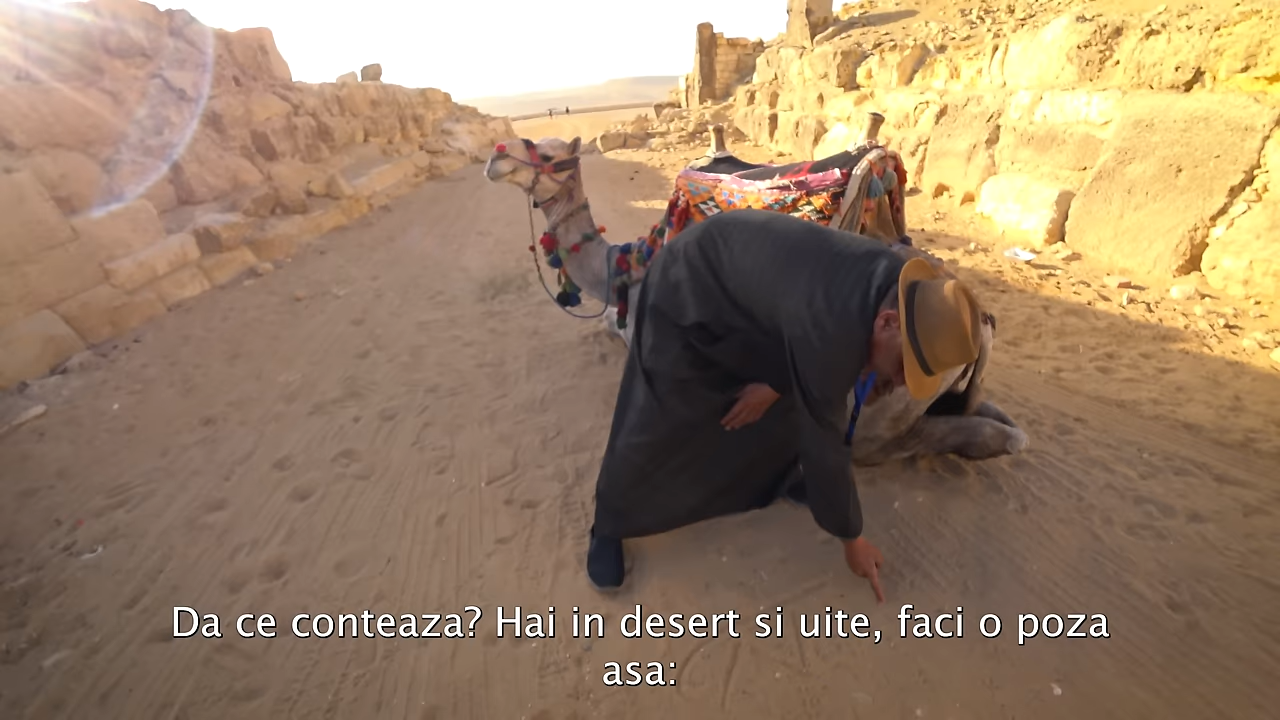 Da ce conteaza? Hai in desert si uite, faci o poza
asa: